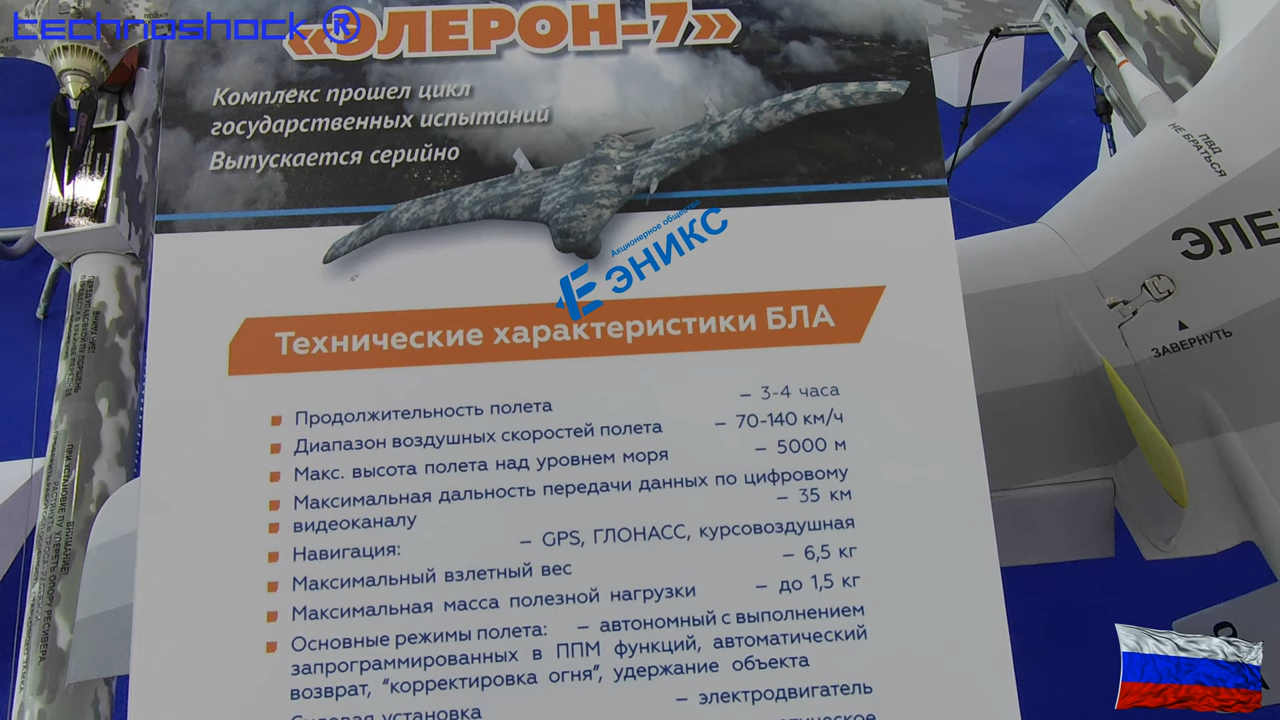 technoshock ®
«ЭЛЕРОН-7»
Комплекс прошел цикл
государственных испытаний
Выпускается серийно
Акционерное общество
ЭНИКС
Технические характеристики БЛА
Продолжительность полета – 3-4 часа
Диапазон воздушных скоростей полета – 70-140 км/ч
Макс. высота полета над уровнем моря – 5000 м
Максимальная дальность передачи данных по цифровому
видеоканалу – 35 км
Навигация: – GPS, ГЛОНАСС, курсовоздушная
Максимальный взлетный вес – 6,5 кг
Максимальная масса полезной нагрузки – до 1,5 кг
Основные режимы полета: – автономный с выполнением
запрограммированных в ППМ функций, автоматический
возврат, “корректировка огня”, удержание объекта
Силовая установка – электродвигатель
ПВД
НЕ БРАТЬСЯ
ЭЛЕ
ЗАВЕРНУТЬ
ВНИМАНИЕ!